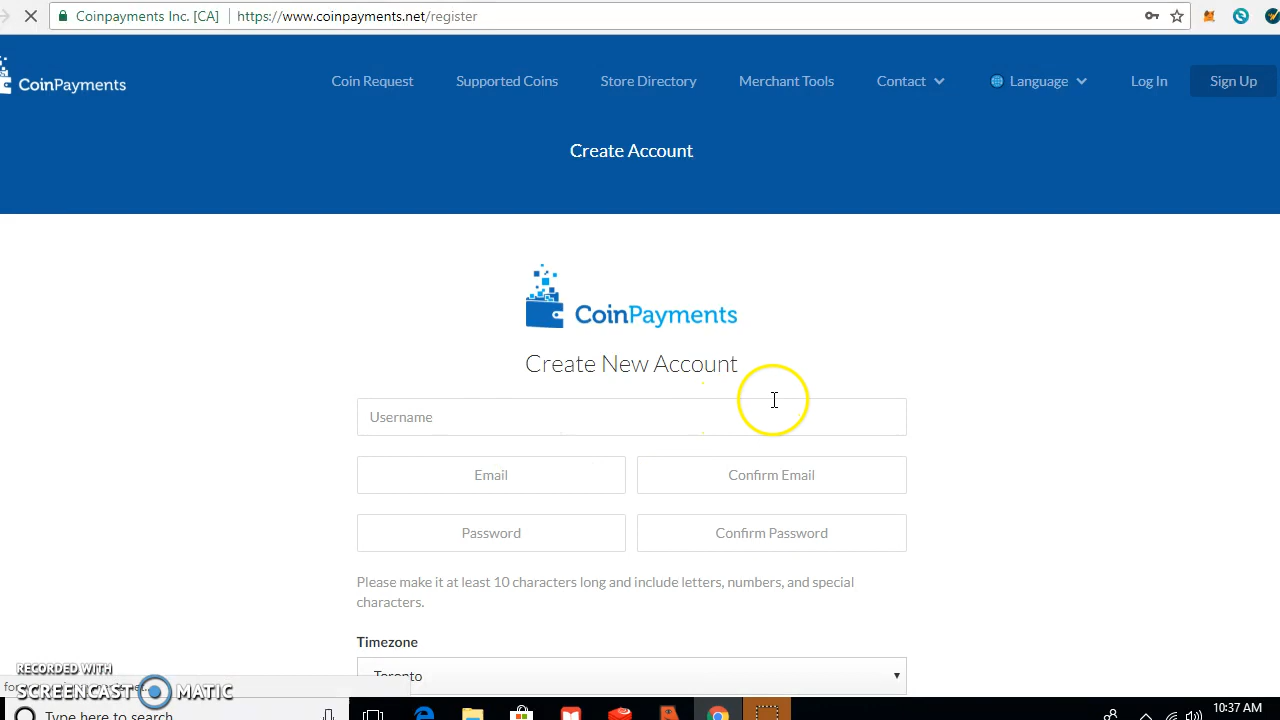 Coinpayments Inc. [CA] https://www.coinpayments.net/register
CoinPayments
Coin Request Supported Coins Store Directory Merchant Tools Contact Language Log In Sign Up
Create Account
CoinPayments
Create New Account
Username
Email Confirm Email
Password Confirm Password
Please make it at least 10 characters long and include letters, numbers, and special
characters.
Timezone
Toronto
RECORDED WITH
SCREENCAST MATIC
Type here to search
10:37 AM